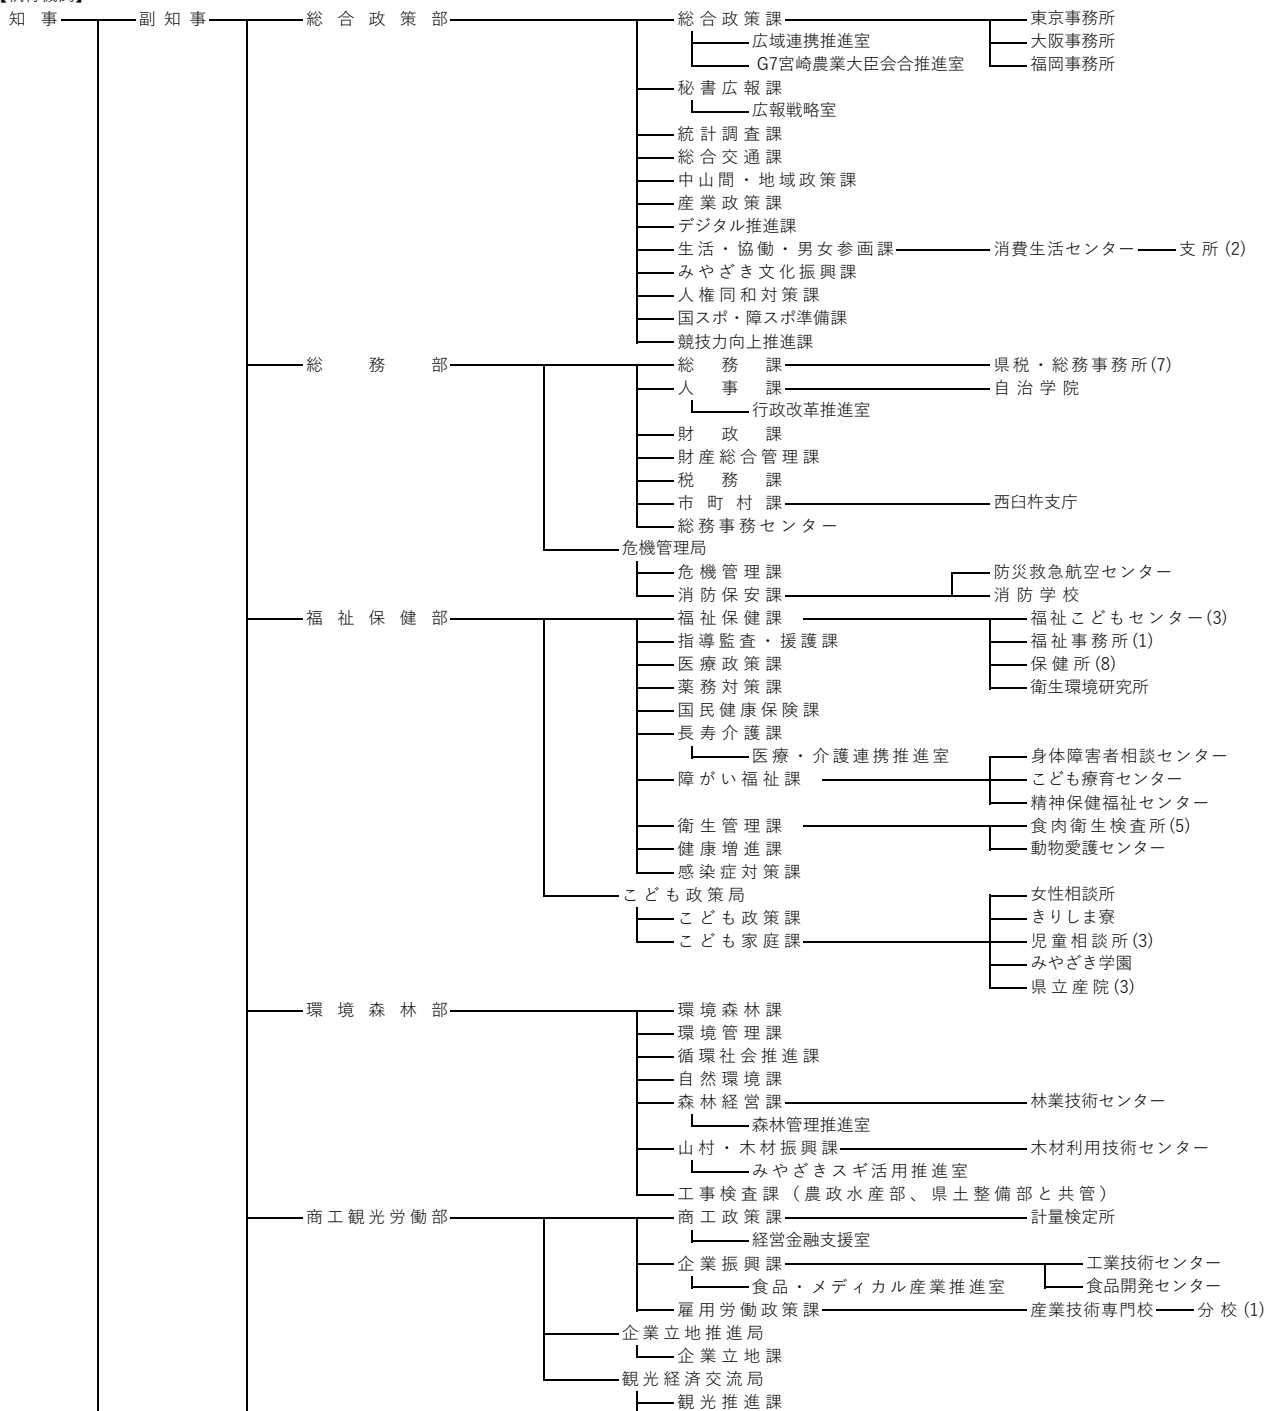 知事 副知事 総合政策部 総合政策課 東京事務所
広域連携推進室 大阪事務所
G7宮崎農業大臣会合推進室 福岡事務所
秘書広報課
広報戦略室
統計調査課
総合交通課
中山間・地域政策課
産業政策課
デジタル推進課
生活・協働・男女参画課 消費生活センター 支所(2)
みやざき文化振興課
人権同和対策課
国スポ・障スポ準備課
競技力向上推進課
総務部 総務課 県税・総務事務所(7)
人事課 自治学院
行政改革推進室
財政課
財産総合管理課
税務課
市町村課 西臼杵支庁
総務事務センター
危機管理局
危機管理課 防災救急航空センター
消防保安課 消防学校
福祉保健部 福祉保健課 福祉こどもセンター(3)
指導監査・援護課 福祉事務所(1)
医療政策課 保健所(8)
薬務対策課 衛生環境研究所
国民健康保険課
長寿介護課
医療・介護連携推進室 身体障害者相談センター
障がい福祉課 こども療育センター
精神保健福祉センター
衛生管理課 食肉衛生検査所(5)
健康増進課 動物愛護センター
感染症対策課
こども政策局 女性相談所
こども政策課 きりしま寮
こども家庭課 児童相談所(3)
みやざき学園
県立産院(3)
環境森林部 環境森林課
環境管理課
循環社会推進課
自然環境課
森林経営課 林業技術センター
森林管理推進室
山村・木材振興課 木材利用技術センター
みやざきスギ活用推進室
工事検査課(農政水産部、県土整備部と共管)
商工観光労働部 商工政策課 計量検定所
経営金融支援室
企業振興課 工業技術センター
食品・メディカル産業推進室 食品開発センター
雇用労働政策課 産業技術専門校 分校(1)
企業立地推進局
企業立地課
観光経済交流局
観光推進課